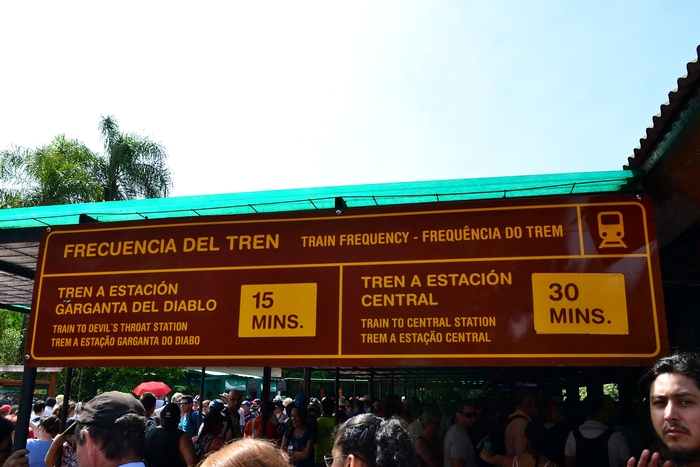 FRECUENCIA DEL TREN
TRAIN FREQUENCY - FREQUÊNCIA DO TREM
TREN A ESTACIÓN
GARGANTA DEL DIABLO
TRAIN TO DEVIL'S THROAT STATION
TREM A ESTAÇÃO GARGANTA DO DIABO
15
MINS.
TREN A ESTACIÓN
CENTRAL
TRAIN TO CENTRAL STATION
TREM A ESTAÇÃO CENTRAL
30
MINS.